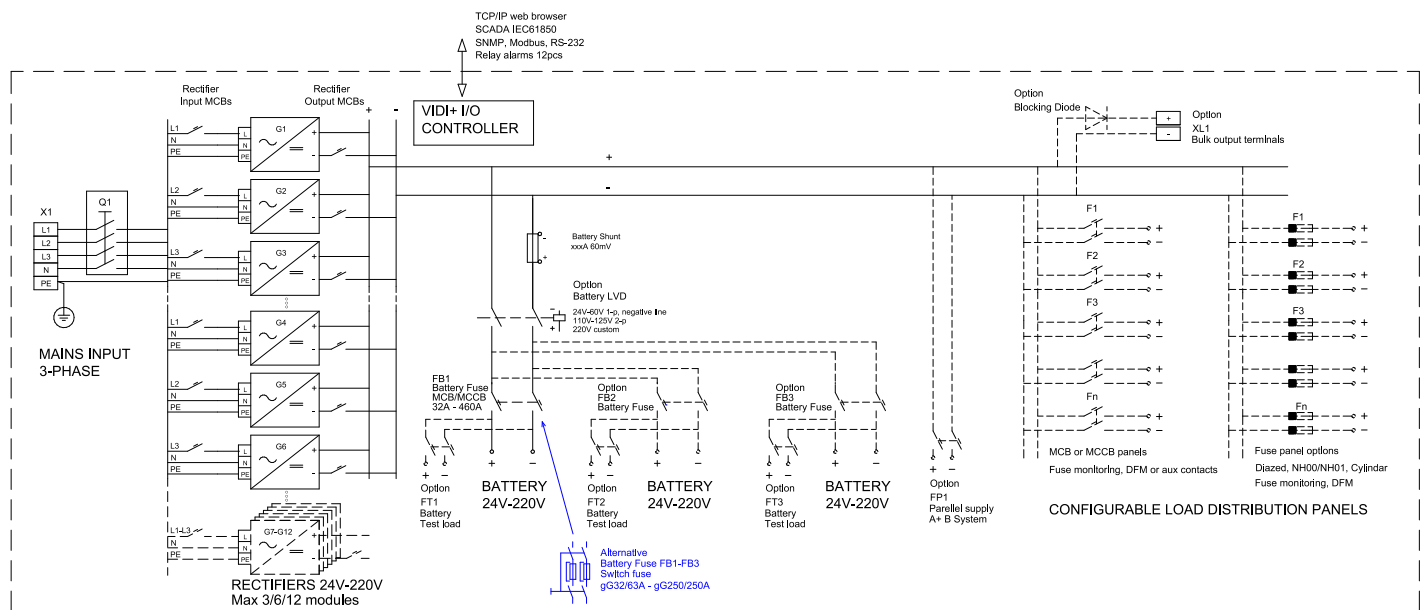 TCP/IP web browser
SCADA IEC61850
SNMP, Modbus, RS-232
Relay alarms 12pcs
VIDI+ I/O
CONTROLLER
Rectifier
Input MCBs
Rectifier
Output MCBs
+ -
L1
N
PE
L
N
PE
G1
+
-
L2
N
PE
L
N
PE
G2
+
-
L3
N
PE
L
N
PE
G3
+
-
L1
N
PE
L
N
PE
G4
+
-
L2
N
PE
L
N
PE
G5
+
-
L3
N
PE
L
N
PE
G6
+
-
L1-L3
N
PE
L
N
PE
G7-G12
+
-
RECTIFIERS 24V-220V
Max 3/6/12 modules
X1
L1
L2
L3
N
PE
Q1
MAINS INPUT
3-PHASE
+
-
Battery Shunt
xxxA 60mV
-
+
Option
Battery LVD
24V-60V 1-p, negative line
110V-125V 2-p
220V custom
-
+
FB1
Battery Fuse
MCB/MCCB
32A - 460A
Option
FB2
Battery Fuse
Option
FB3
Battery Fuse
+ -
Option
FT1
Battery
Test load
+ -
BATTERY
24V-220V
+ -
Option
FT2
Battery
Test load
+ -
BATTERY
24V-220V
+ -
Option
FT3
Battery
Test load
+ -
BATTERY
24V-220V
+ -
Option
FP1
Parellel supply
A+ B System
Alternative
Battery Fuse FB1-FB3
Switch fuse
gG32/63A - gG250/250A
Option
Blocking Diode
+
-
Option
XL1
Bulk output terminals
F1
+
-
F2
+
-
F3
+
-
+
-
Fn
+
-
MCB or MCCB panels
Fuse monitoring, DFM or aux contacts
F1
+
-
F2
+
-
F3
+
-
+
-
Fn
+
-
Fuse panel options
Djazed, NH00/NH01, Cylindar
Fuse monitoring, DFM
CONFIGURABLE LOAD DISTRIBUTION PANELS